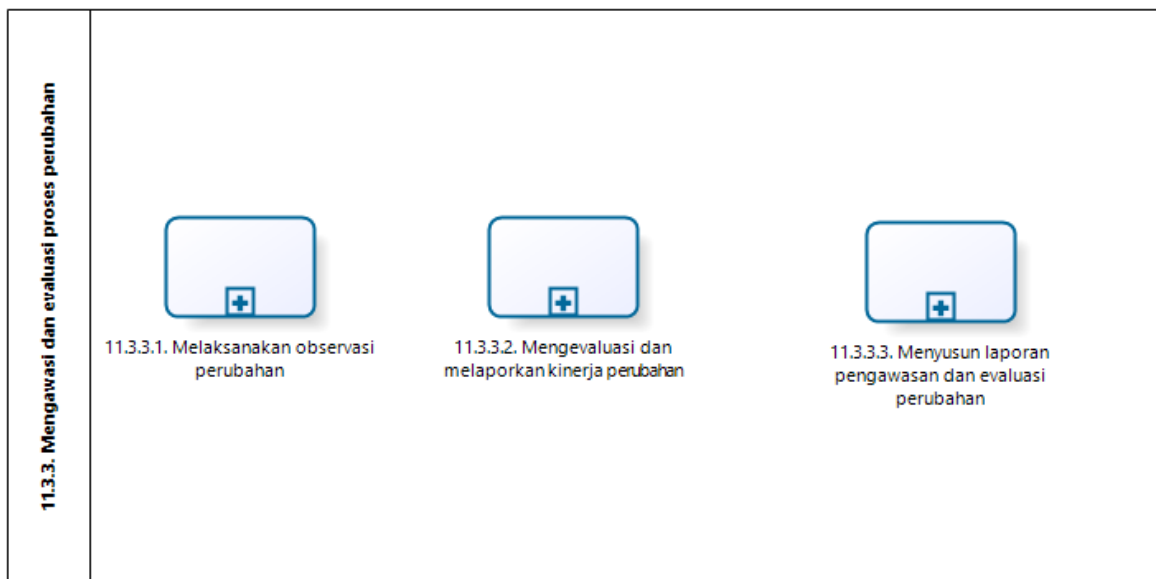 11.3.3. Mengawasi dan evaluasi proses perubahan
11.3.3.1. Melaksanakan observasi
perubahan
11.3.3.2. Mengevaluasi dan
melaporkan kinerja perubahan
11.3.3.3. Menyusun laporan
pengawasan dan evaluasi
perubahan